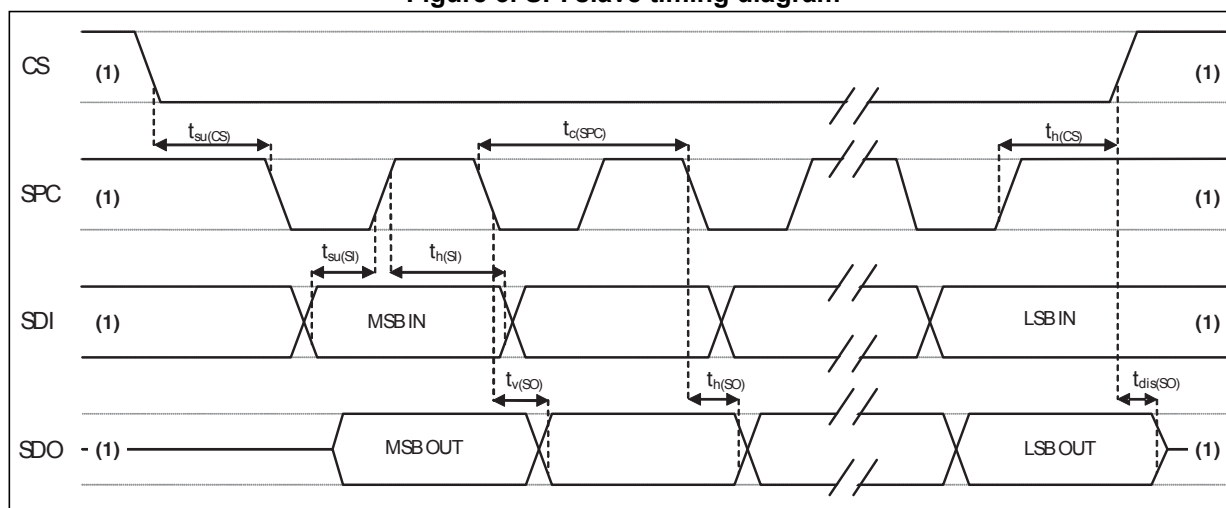 Figure SPI slave timing diagram
CS (1) (1)
tsu(CS) tc(SPC) th(CS)
SPC (1) (1)
tsu(SI) th(SI)
SDI (1) MSB IN LSB IN (1)
tv(SO) th(SO) tdis(SO)
SDO (1) MSB OUT LSB OUT (1)